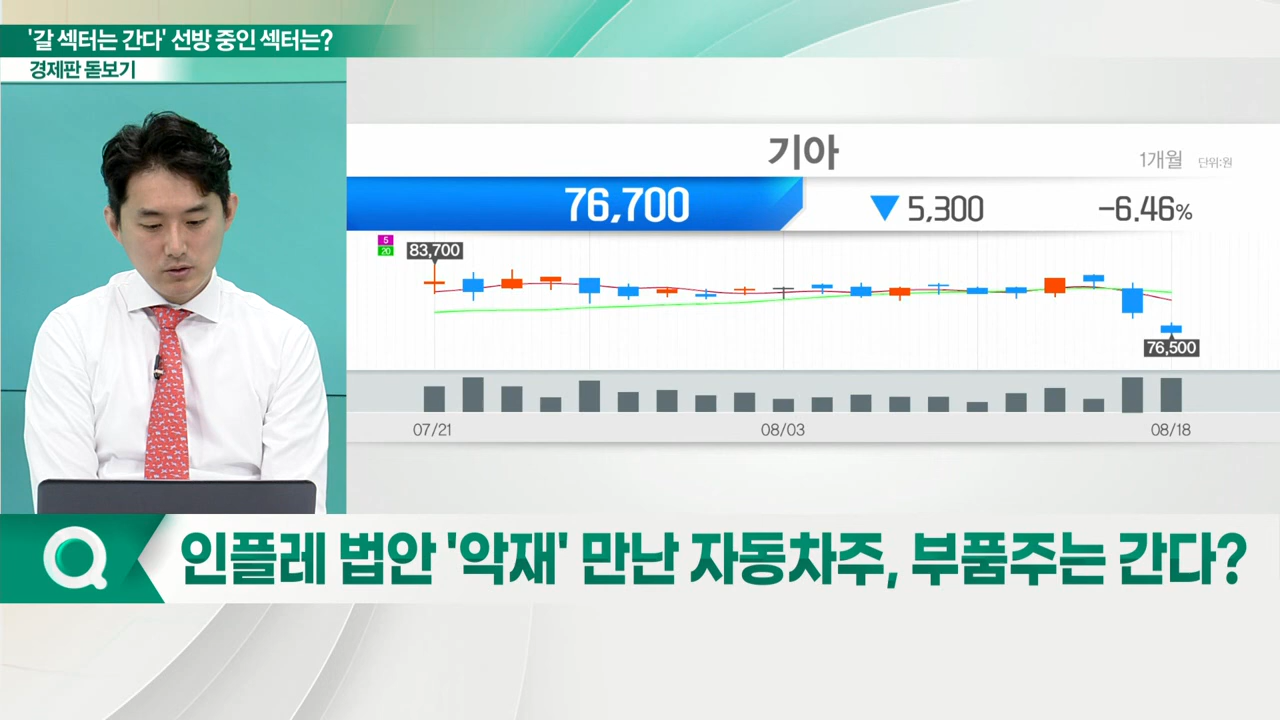 '갈 섹터는 간다' 선방 중인 섹터는?
경제판 돋보기
기아
1개월 단위:원
76,700 ▼ 5,300 -6.46%
5
20
83,700
76,500
07/21 08/03 08/18
인플레 법안 '악재' 만난 자동차주, 부품주는 간다?